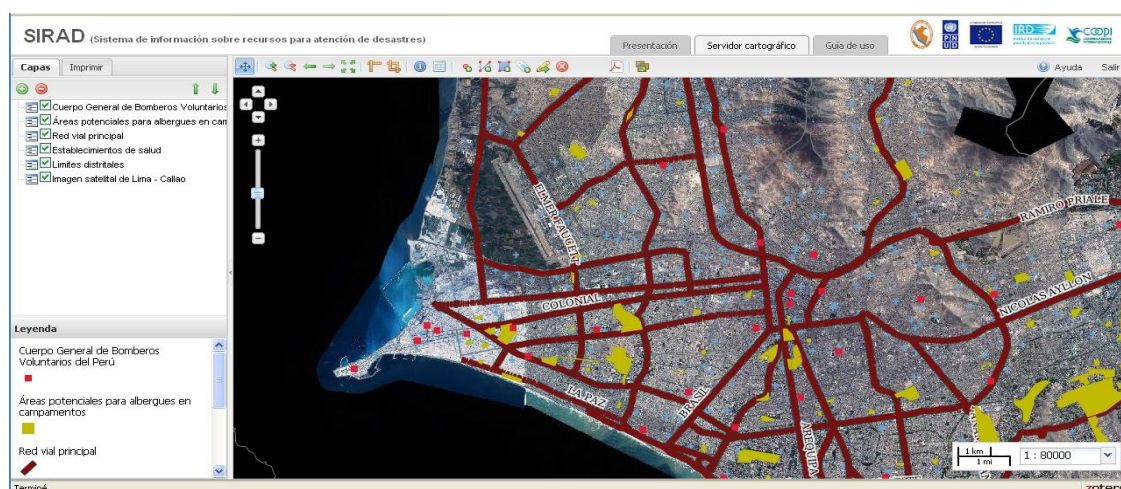 SIRAD (Sistema de información sobre recursos para atención de desastres)
Presentación
Servidor cartográfico
Guía de uso
PN
UD
IRD
COOPI
Capas
Imprimir
Ayuda
Salir
Cuerpo General de Bomberos Voluntarios
Áreas potenciales para albergues en cam
Red vial principal
Establecimientos de salud
Limites distritales
Imagen satelital de Lima - Callao
ELMER FAUCETT
RAMIRO PRIALE
COLONIAL
NICOLAS AYLLON
LA PAZ
BRASIL
AREQUIPA
Leyenda
Cuerpo General de Bomberos
Voluntarios del Perú
Áreas potenciales para albergues en
campamentos
Red vial principal
1 km
1 mi
1 : 80000
Terminé